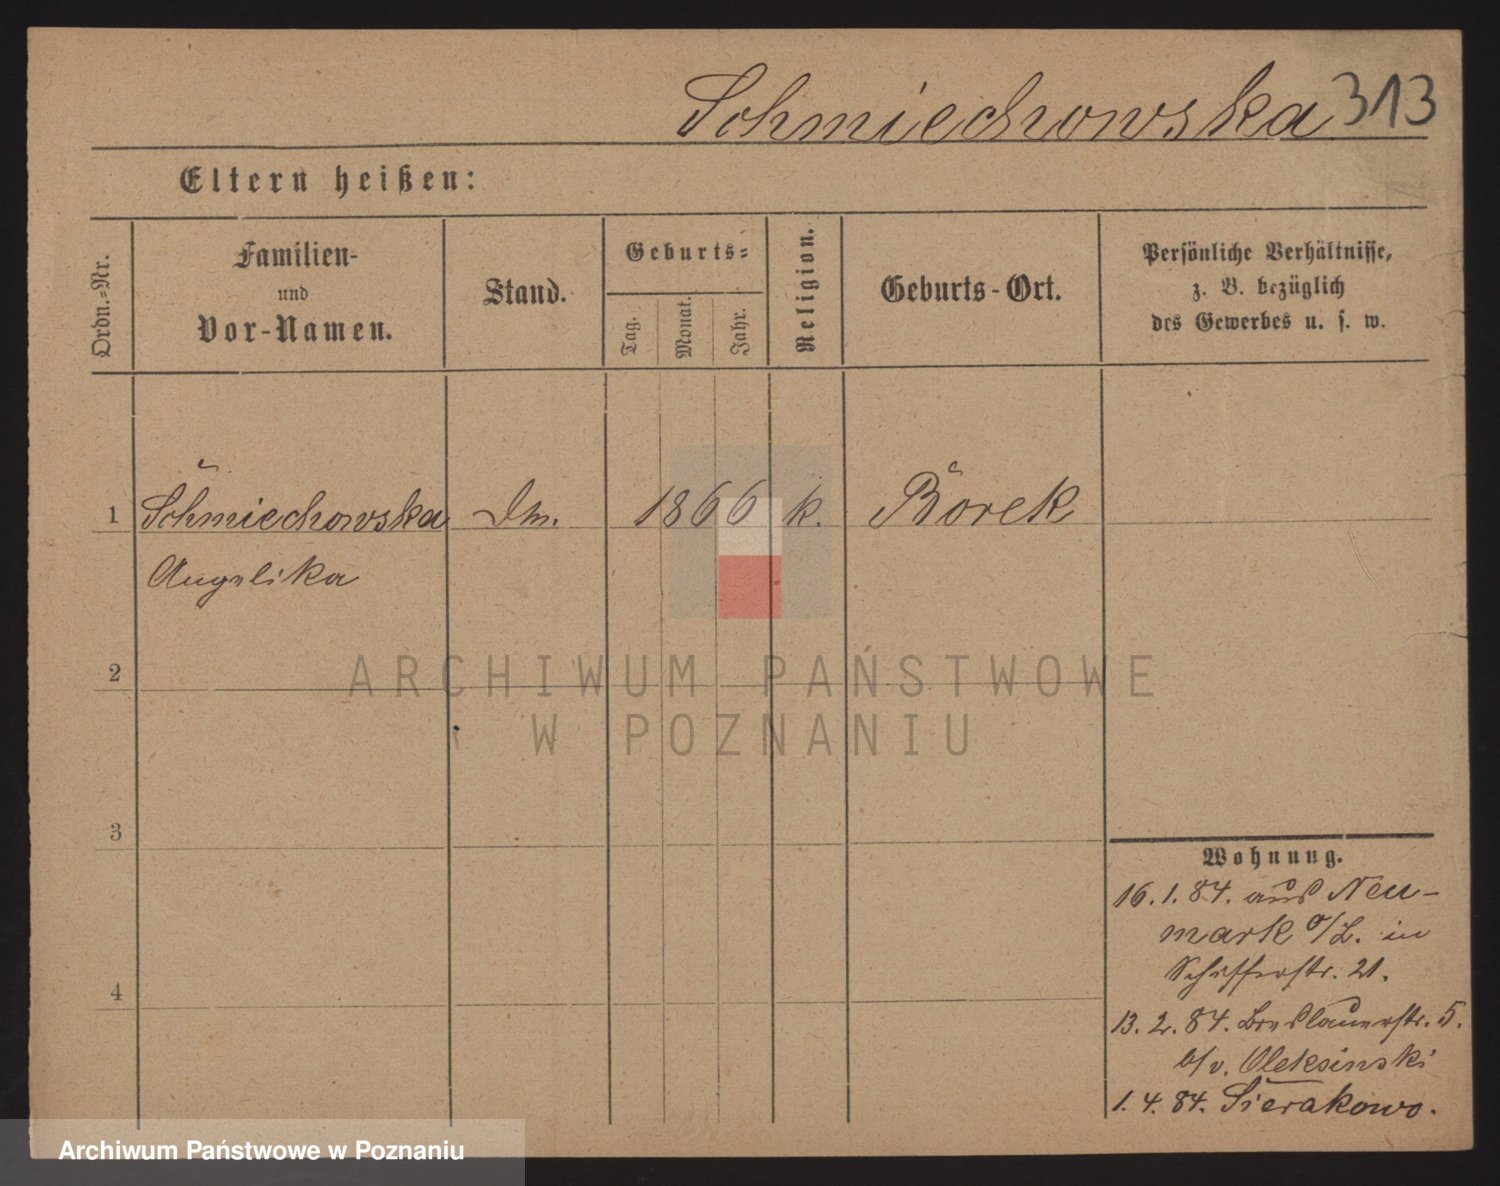 Schmiechowska 313
Eltern heißen:
Ordn.-Nr.
Familien-
und
Vor-Namen.
Stand.
Geburts-
Tag.
Monat.
Jahr.
Religion.
Geburts-Ort.
Persönliche Verhältnisse,
z. B. bezüglich
des Gewerbes u. s. w.
1 Schmiechowska Dm. 1866 k. Borek
Angelika
2
ARCHIWUM PAŃSTWOWE
W POZNANIU
3
4
Wohnung.
16.1.84. aus Neu-
mark o/L. in
Schifferstr. 21.
13.2.84. Breslauerstr. 5.
b/v. Oleksinski
1.4.84. Sierakowo.
Archiwum Państwowe w Poznaniu